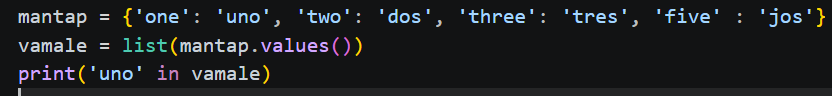 mantap = {'one': 'uno', 'two': 'dos', 'three': 'tres', 'five' : 'jos'}
vamale = list(mantap.values())
print('uno' in vamale)